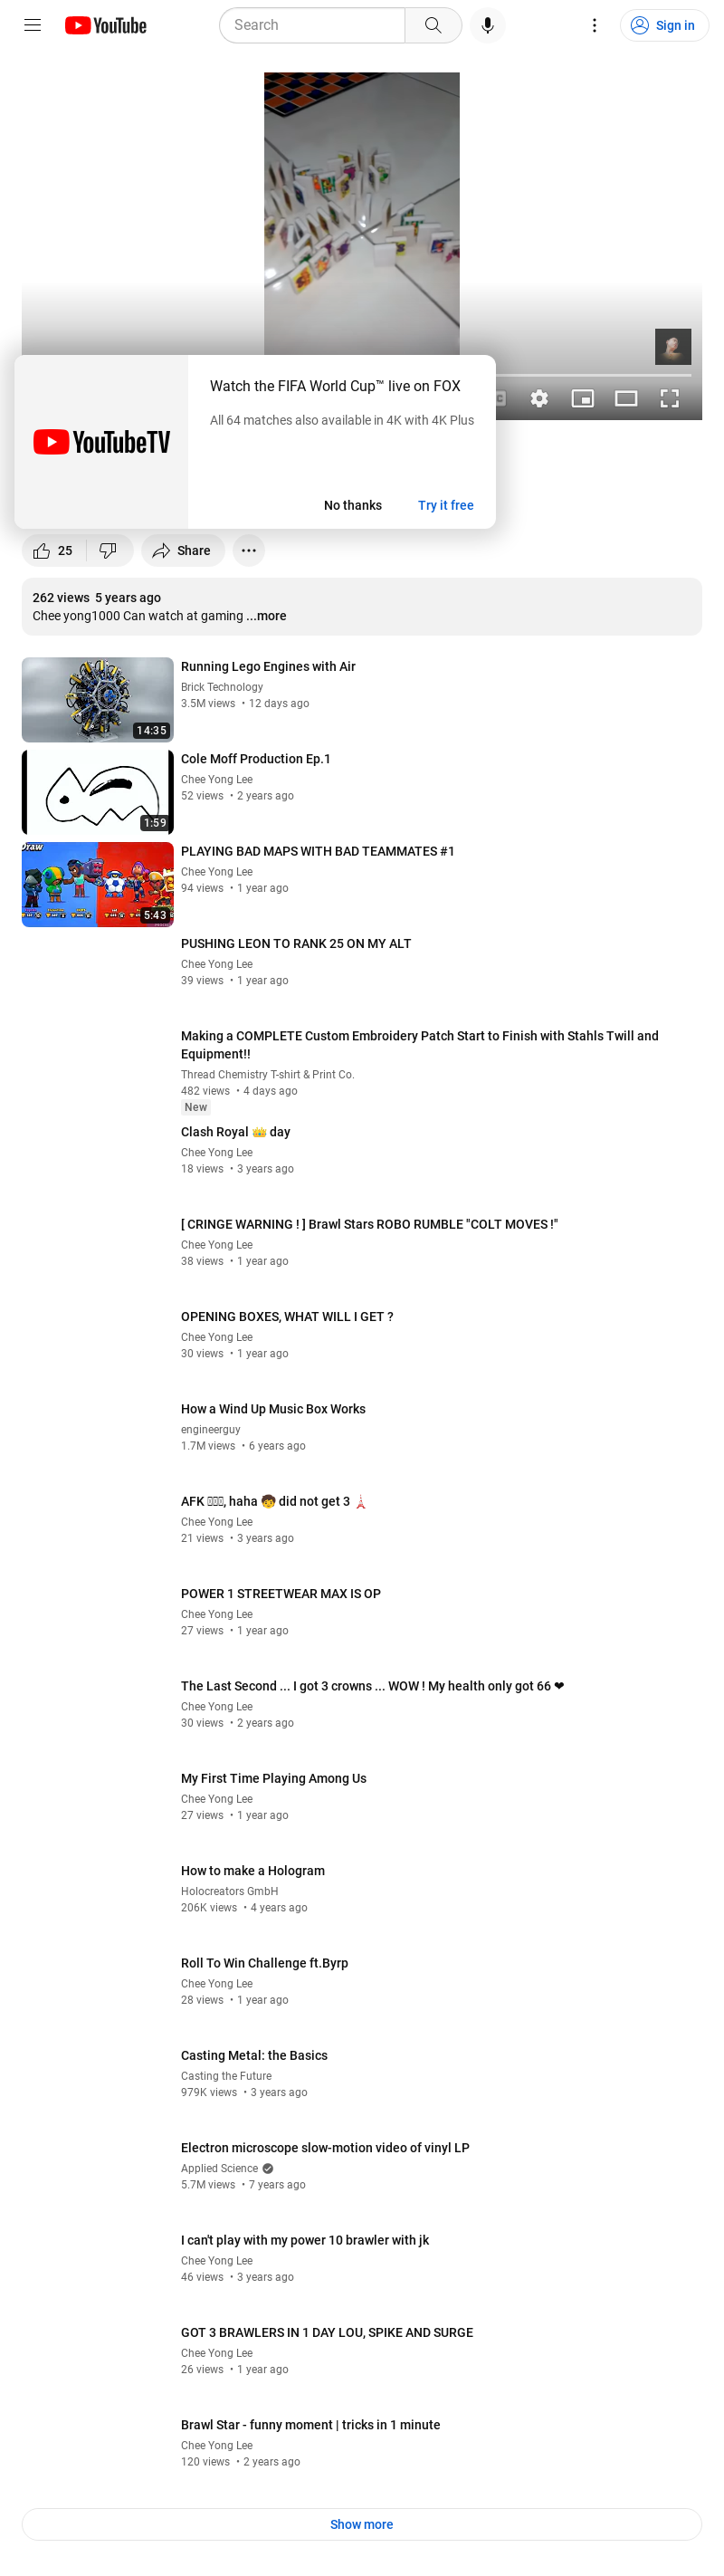 YouTube
Search
Sign in
Watch the FIFA World Cup™ live on FOX
All 64 matches also available in 4K with 4K Plus
YouTubeTV
No thanks
Try it free
25
Share
262 views 5 years ago
Chee yong1000 Can watch at gaming ...more
Running Lego Engines with Air
Brick Technology
3.5M views • 12 days ago
14:35
Cole Moff Production Ep.1
Chee Yong Lee
52 views • 2 years ago
1:59
PLAYING BAD MAPS WITH BAD TEAMMATES #1
Draw
Chee Yong Lee
94 views • 1 year ago
5:43
PUSHING LEON TO RANK 25 ON MY ALT
Chee Yong Lee
39 views • 1 year ago
Making a COMPLETE Custom Embroidery Patch Start to Finish with Stahls Twill and
Equipment!!
Thread Chemistry T-shirt & Print Co.
482 views • 4 days ago
New
Clash Royal 👑 day
Chee Yong Lee
18 views • 3 years ago
[ CRINGE WARNING ! ] Brawl Stars ROBO RUMBLE "COLT MOVES !"
Chee Yong Lee
38 views • 1 year ago
OPENING BOXES, WHAT WILL I GET ?
Chee Yong Lee
30 views • 1 year ago
How a Wind Up Music Box Works
engineerguy
1.7M views • 6 years ago
AFK , haha 🧒 did not get 3 🗼
Chee Yong Lee
21 views • 3 years ago
POWER 1 STREETWEAR MAX IS OP
Chee Yong Lee
27 views • 1 year ago
The Last Second ... I got 3 crowns ... WOW ! My health only got 66 ❤
Chee Yong Lee
30 views • 2 years ago
My First Time Playing Among Us
Chee Yong Lee
27 views • 1 year ago
How to make a Hologram
Holocreators GmbH
206K views • 4 years ago
Roll To Win Challenge ft.Byrp
Chee Yong Lee
28 views • 1 year ago
Casting Metal: the Basics
Casting the Future
979K views • 3 years ago
Electron microscope slow-motion video of vinyl LP
Applied Science
5.7M views • 7 years ago
I can't play with my power 10 brawler with jk
Chee Yong Lee
46 views • 3 years ago
GOT 3 BRAWLERS IN 1 DAY LOU, SPIKE AND SURGE
Chee Yong Lee
26 views • 1 year ago
Brawl Star - funny moment | tricks in 1 minute
Chee Yong Lee
120 views • 2 years ago
Show more